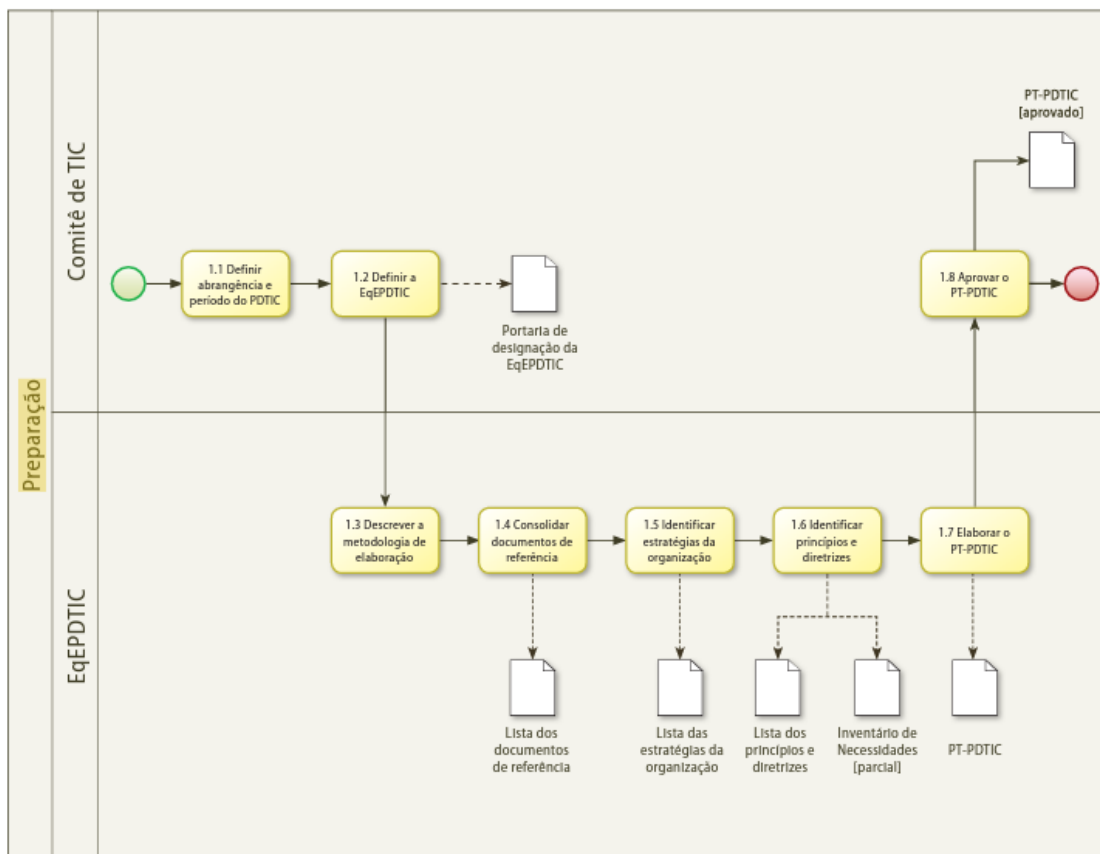 Preparação
Comitê de TIC
PT-PDTIC
[aprovado]
1.1 Definir
abrangência e
período do PDTIC
1.2 Definir a
EqEPDTIC
Portaria de
designação da
EqEPDTIC
1.8 Aprovar o
PT-PDTIC
EqEPDTIC
1.3 Descrever a
metodologia de
elaboração
1.4 Consolidar
documentos de
referência
1.5 Identificar
estratégias da
organização
1.6 Identificar
princípios e
diretrizes
1.7 Elaborar o
PT-PDTIC
Lista dos
documentos
de referência
Lista das
estratégias da
organização
Lista dos
princípios e
diretrizes
Inventário de
Necessidades
[parcial]
PT-PDTIC